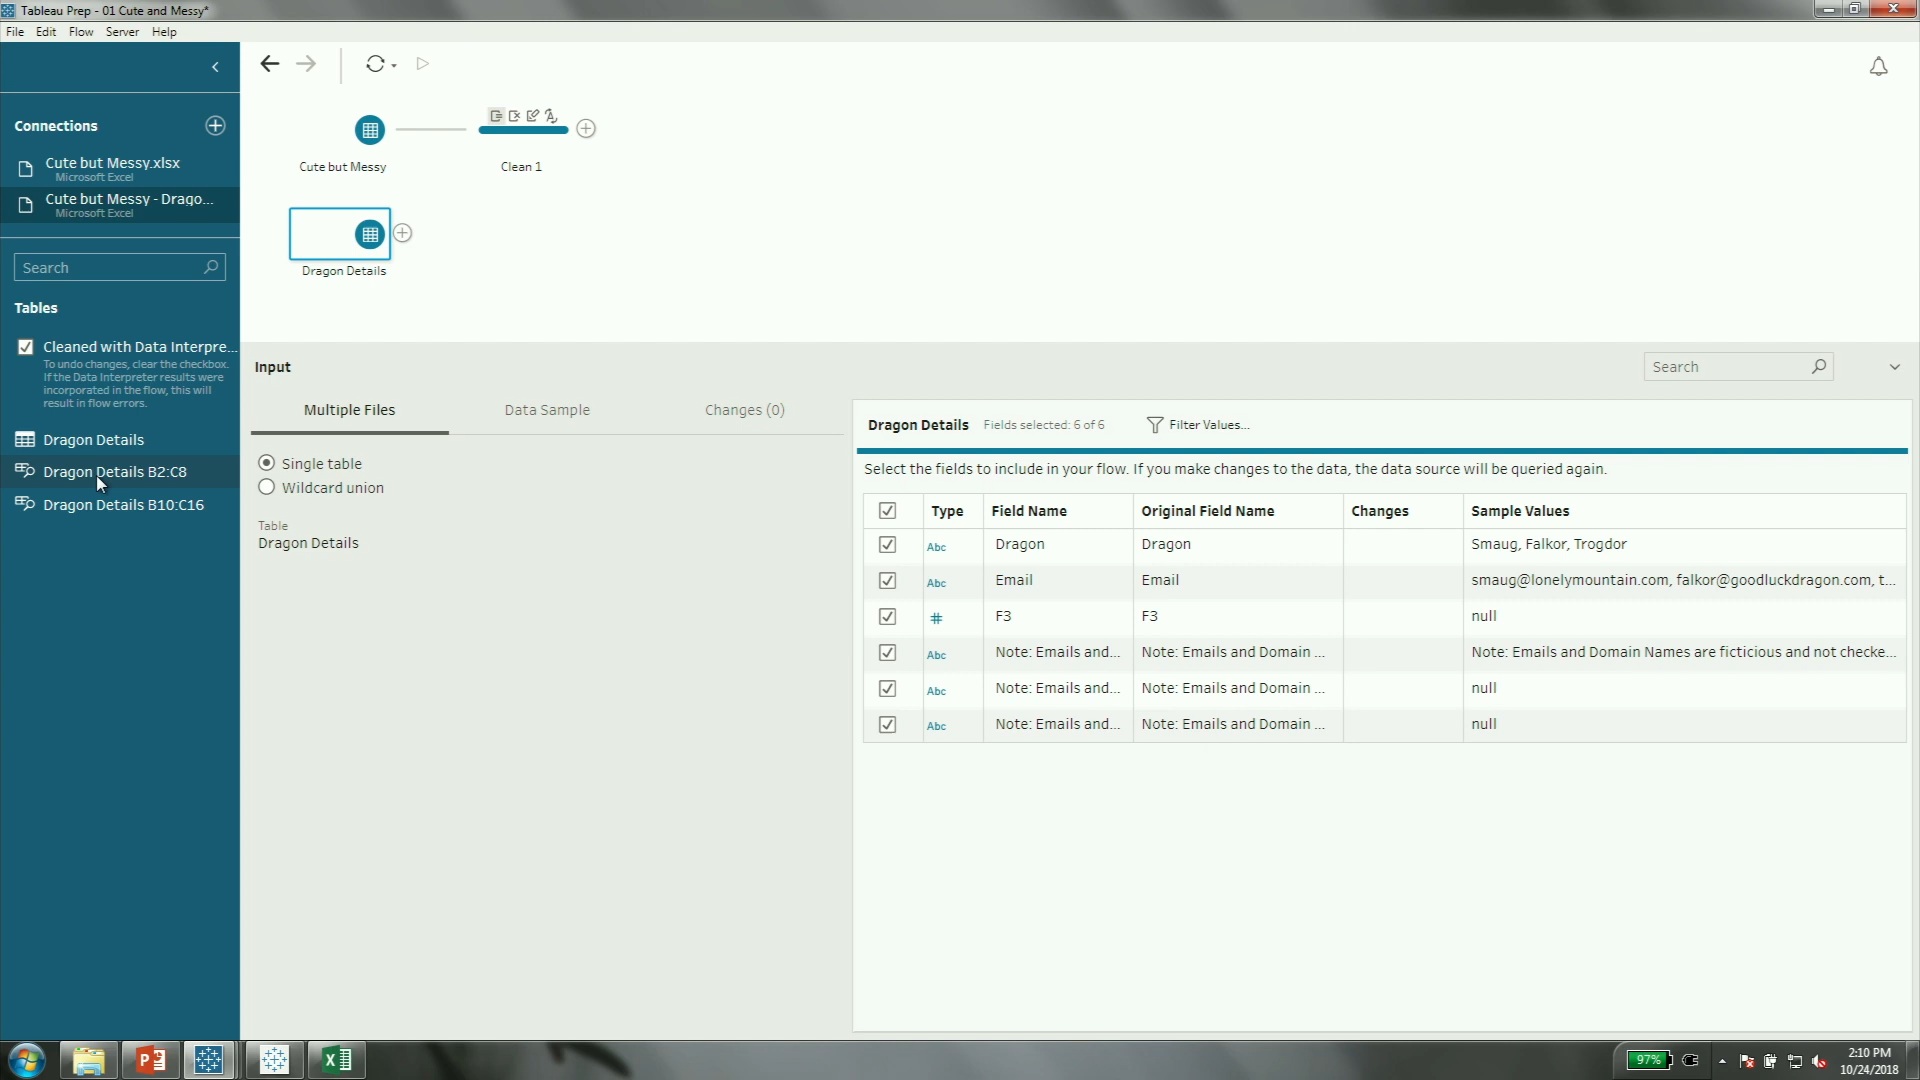 Tableau Prep - 01 Cute and Messy*
File Edit Flow Server Help
Connections
Cute but Messy.xlsx
Microsoft Excel
Cute but Messy - Drago...
Microsoft Excel
Search
Tables
Cleaned with Data Interpre...
To undo changes, clear the checkbox.
If the Data Interpreter results were
incorporated in the flow, this will
result in flow errors.
Dragon Details
Dragon Details B2:C8
Dragon Details B10:C16
Cute but Messy
Clean 1
Dragon Details
Input
Search
Multiple Files Data Sample Changes (0)
Single table
Wildcard union
Table
Dragon Details
Dragon Details Fields selected: 6 of 6 Filter Values...
Select the fields to include in your flow. If you make changes to the data, the data source will be queried again.
Type Field Name Original Field Name Changes Sample Values
Abc Dragon Dragon Smaug, Falkor, Trogdor
Abc Email Email smaug@lonelymountain.com, falkor@goodluckdragon.com, t...
# F3 F3 null
Abc Note: Emails and... Note: Emails and Domain ... Note: Emails and Domain Names are ficticious and not checke...
Abc Note: Emails and... Note: Emails and Domain ... null
Abc Note: Emails and... Note: Emails and Domain ... null
97%
2:10 PM
10/24/2018